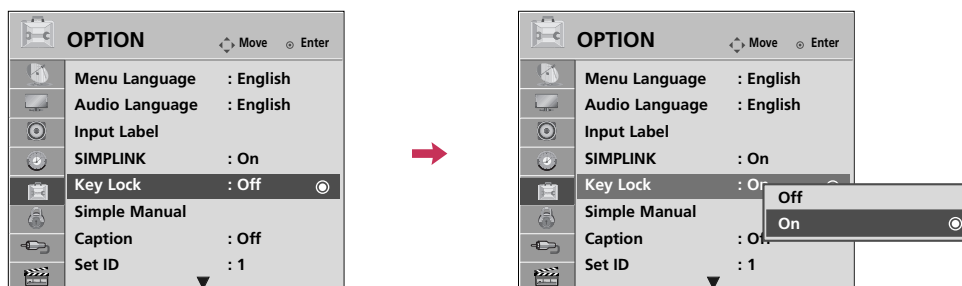 OPTION
Move
Enter
Menu Language : English
Audio Language : English
Input Label
SIMPLINK : On
Key Lock : Off
Simple Manual
Caption : Off
Set ID : 1
OPTION
Move
Enter
Menu Language : English
Audio Language : English
Input Label
SIMPLINK : On
Key Lock : On
Simple Manual
Caption : Off
Set ID : 1
Off
On